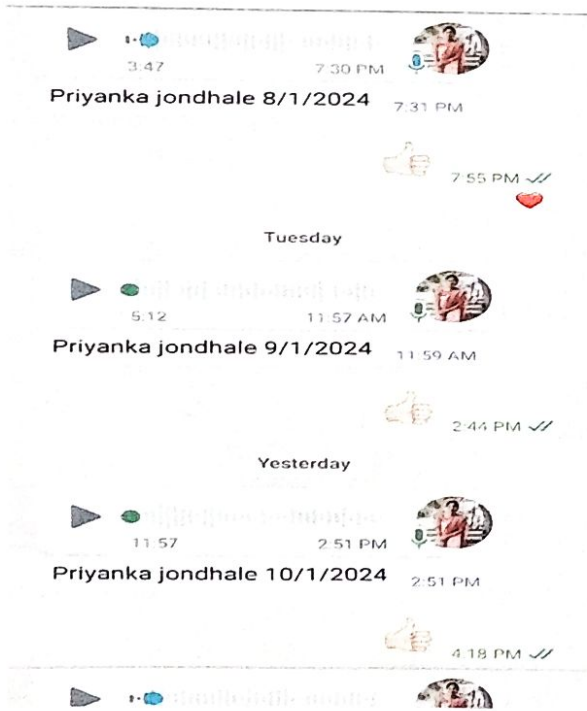 3:47 7:30 PM
Priyanka jondhale 8/1/2024 7:31 PM
7:55 PM
Tuesday
5:12 11:57 AM
Priyanka jondhale 9/1/2024 11:59 AM
2:44 PM
Yesterday
11:57 2:51 PM
Priyanka jondhale 10/1/2024 2:51 PM
4:18 PM